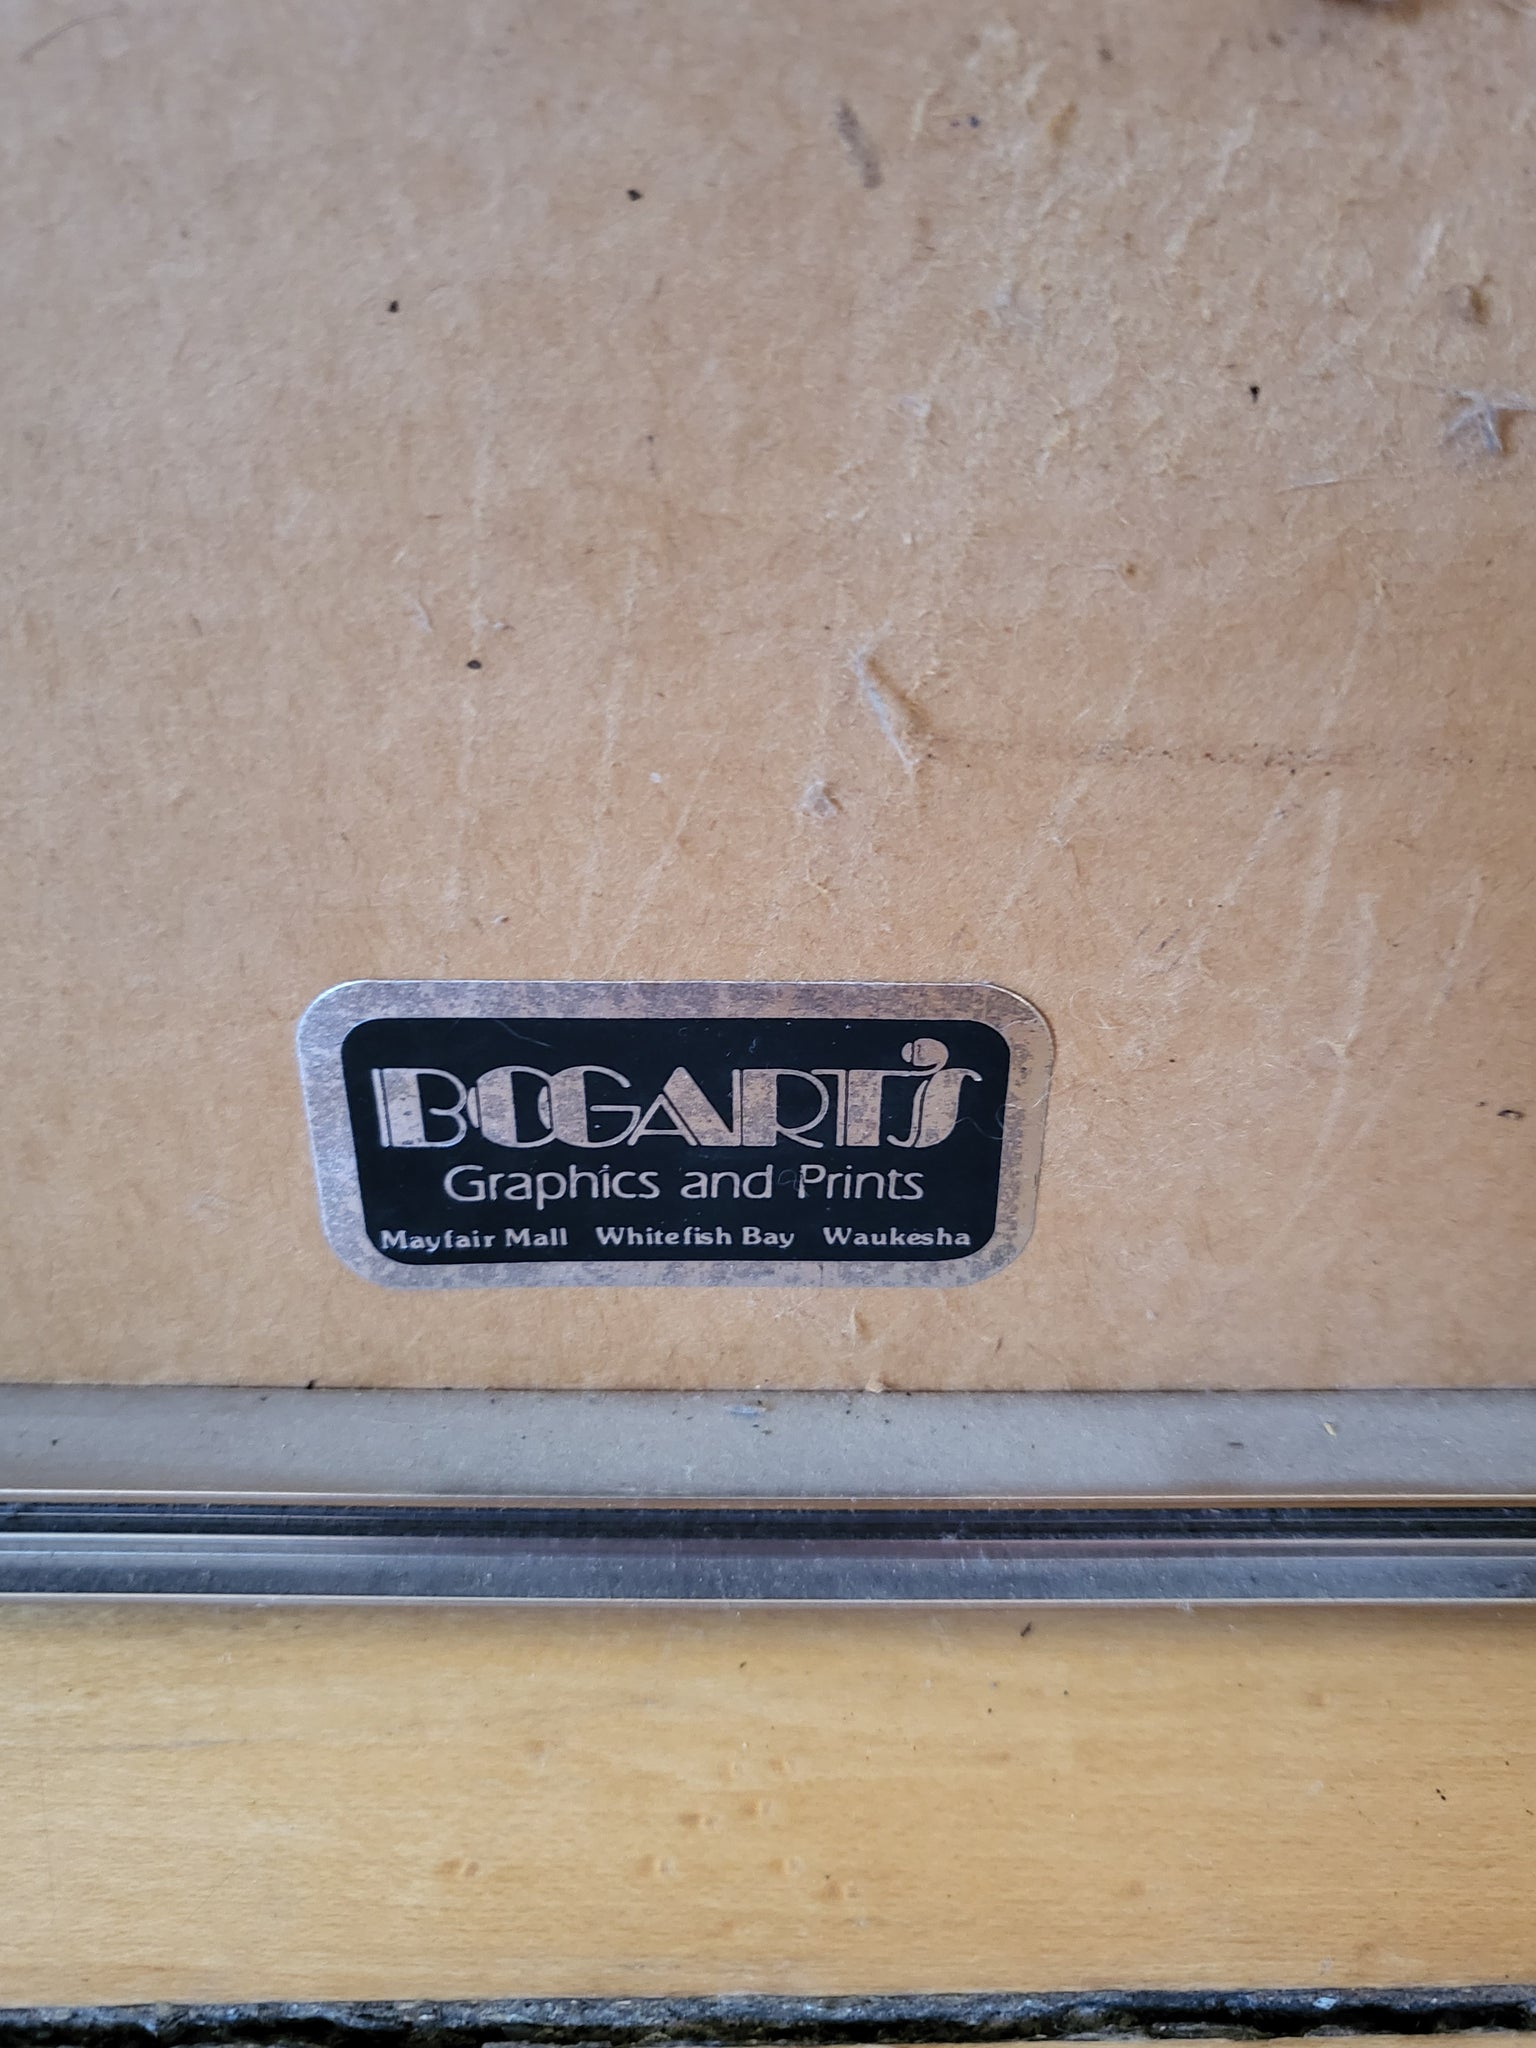 BOGART'S
Graphics and Prints
Mayfair Mall Whitefish Bay Waukesha